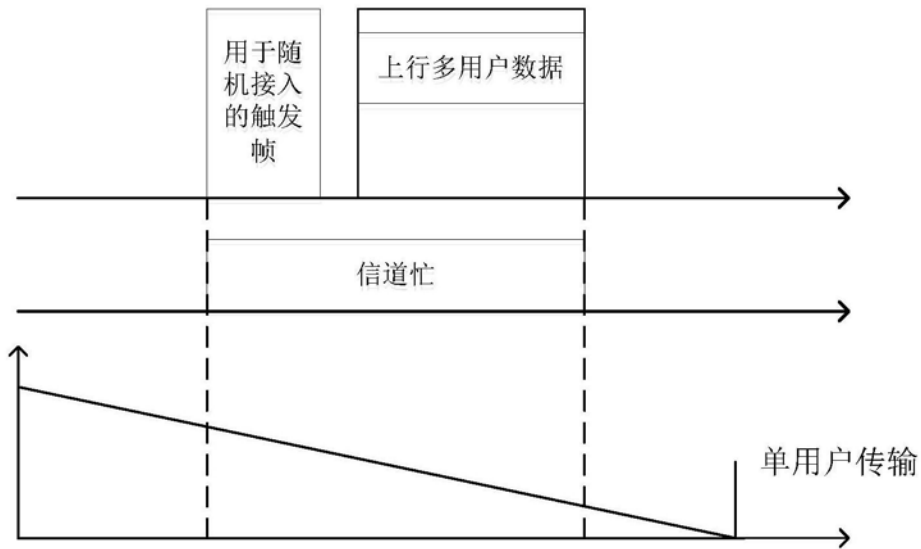 用于随
机接入
的触发
帧
上行多用户数据
信道忙
单用户传输